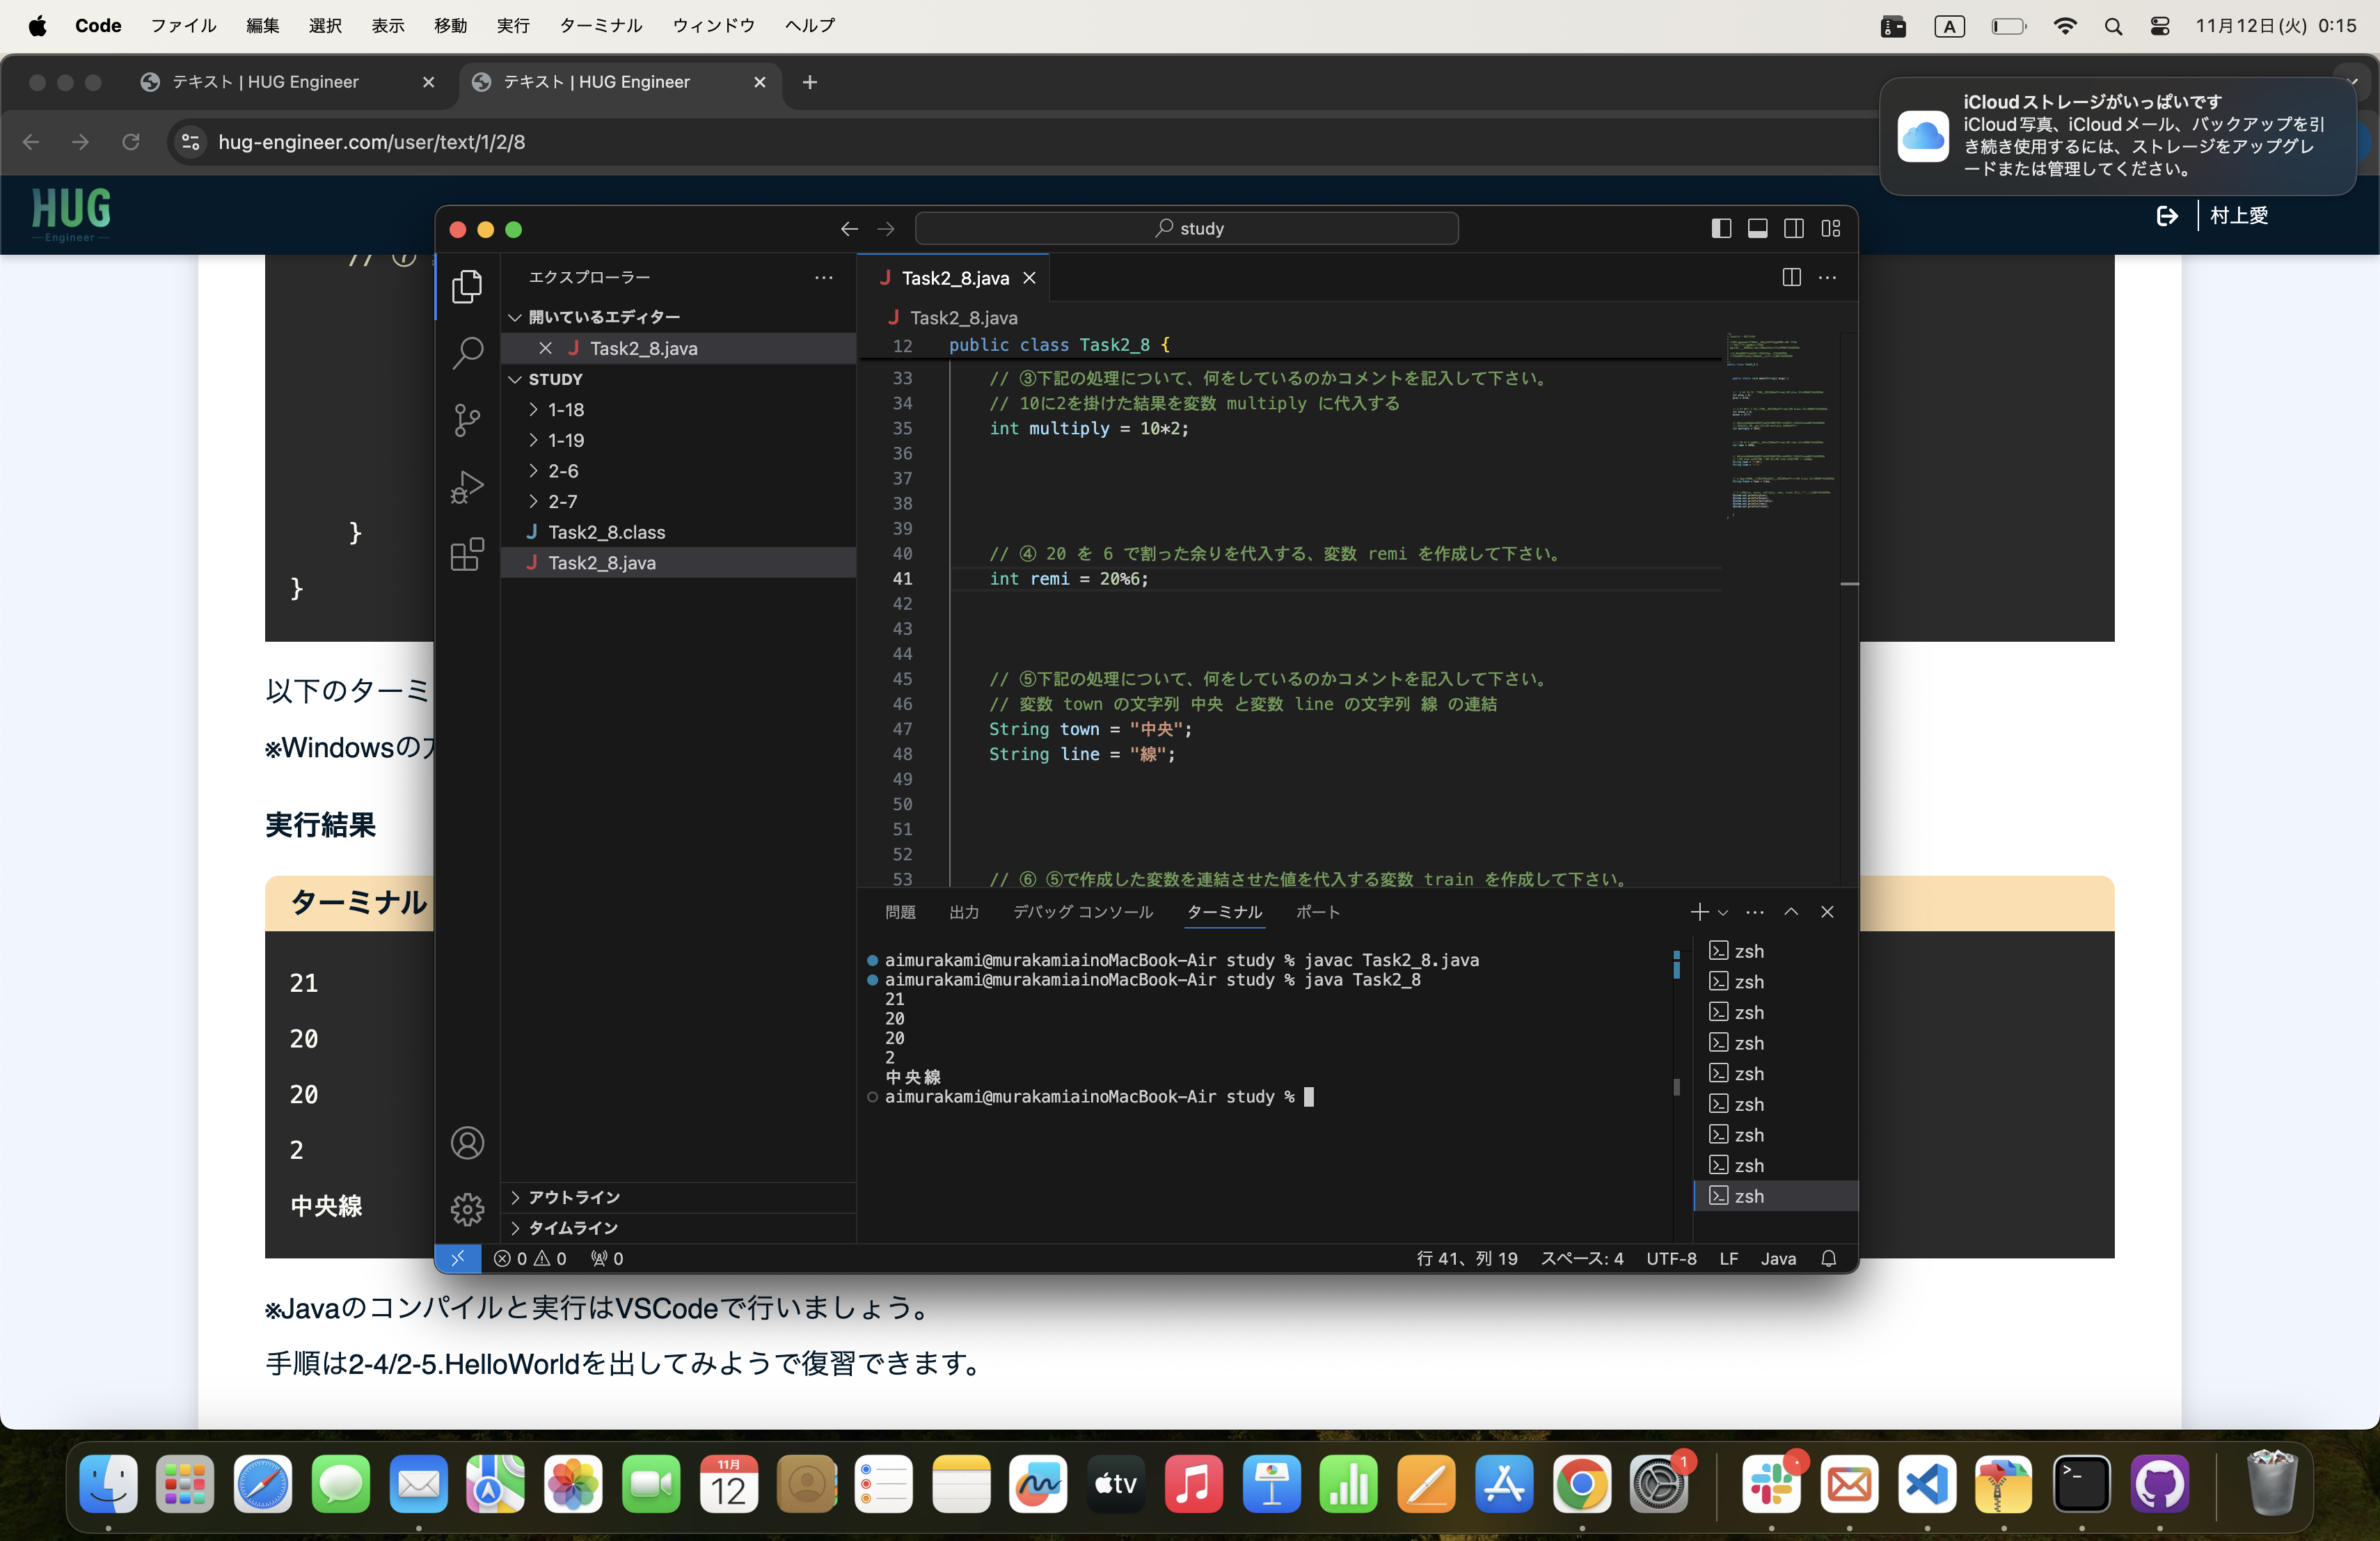 Code ファイル 編集 選択 表示 移動 実行 ターミナル ウィンドウ ヘルプ
A
11月12日(火) 0:15
テキスト | HUG Engineer
テキスト | HUG Engineer
hug-engineer.com/user/text/1/2/8
iCloudストレージがいっぱいです
iCloud写真、iCloudメール、バックアップを引
き続き使用するには、ストレージをアップグレ
ードまたは管理してください。
HUG
Engineer
村上愛
// ⑦
}
}
以下のターミ
※Windowsの
実行結果
ターミナル
21
20
20
2
中央線
※Javaのコンパイルと実行はVSCodeで行いましょう。
手順は2-4/2-5.HelloWorldを出してみようで復習できます。
study
エクスプローラー
開いているエディター
J Task2_8.java
STUDY
1-18
1-19
2-6
2-7
J Task2_8.class
J Task2_8.java
アウトライン
タイムライン
J Task2_8.java
J Task2_8.java
12 public class Task2_8 {
33 // ③下記の処理について、何をしているのかコメントを記入して下さい。
34 // 10に2を掛けた結果を変数 multiply に代入する
35 int multiply = 10*2;
36
37
38
39
40 // ④ 20 を 6 で割った余りを代入する、変数 remi を作成して下さい。
41 int remi = 20%6;
42
43
44
45 // ⑤下記の処理について、何をしているのかコメントを記入して下さい。
46 // 変数 town の文字列 中央 と変数 line の文字列 線 の連結
47 String town = "中央";
48 String line = "線";
49
50
51
52
53 // ⑥ ⑤で作成した変数を連結させた値を代入する変数 train を作成して下さい。
問題 出力 デバッグ コンソール ターミナル ポート
aimurakami@murakamiainoMacBook-Air study % javac Task2_8.java
aimurakami@murakamiainoMacBook-Air study % java Task2_8
21
20
20
2
中央線
aimurakami@murakamiainoMacBook-Air study %
zsh
zsh
zsh
zsh
zsh
zsh
zsh
zsh
zsh
0 0 0
行 41、列 19 スペース: 4 UTF-8 LF Java
11月
12
tv
1